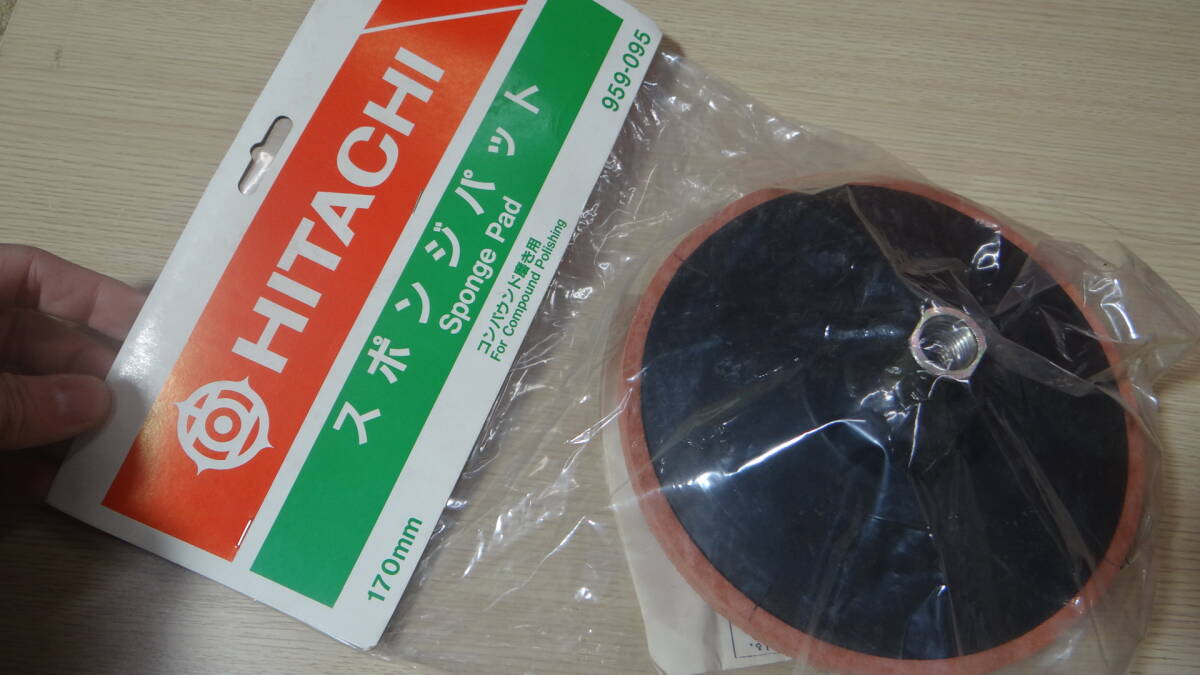 HITACHI
スポンジパット
Sponge Pad
959-095
コンパウンド磨き用
For Compound Polishing
170mm